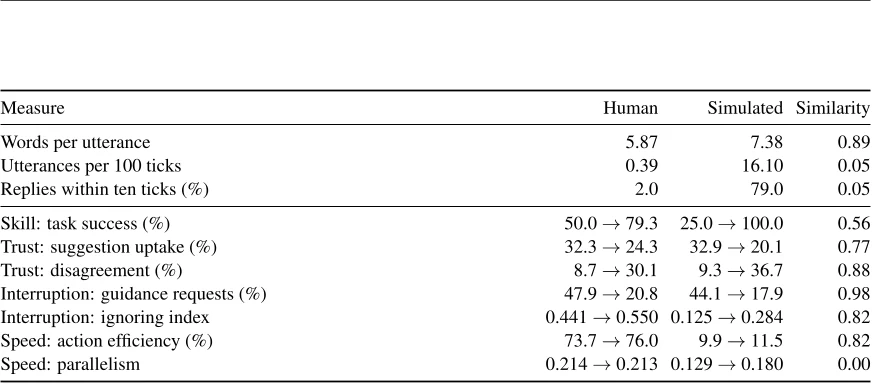 Measure Human Simulated Similarity
Words per utterance 5.87 7.38 0.89
Utterances per 100 ticks 0.39 16.10 0.05
Replies within ten ticks (%) 2.0 79.0 0.05
Skill: task success (%) 50.0 → 79.3 25.0 → 100.0 0.56
Trust: suggestion uptake (%) 32.3 → 24.3 32.9 → 20.1 0.77
Trust: disagreement (%) 8.7 → 30.1 9.3 → 36.7 0.88
Interruption: guidance requests (%) 47.9 → 20.8 44.1 → 17.9 0.98
Interruption: ignoring index 0.441 → 0.550 0.125 → 0.284 0.82
Speed: action efficiency (%) 73.7 → 76.0 9.9 → 11.5 0.82
Speed: parallelism 0.214 → 0.213 0.129 → 0.180 0.00